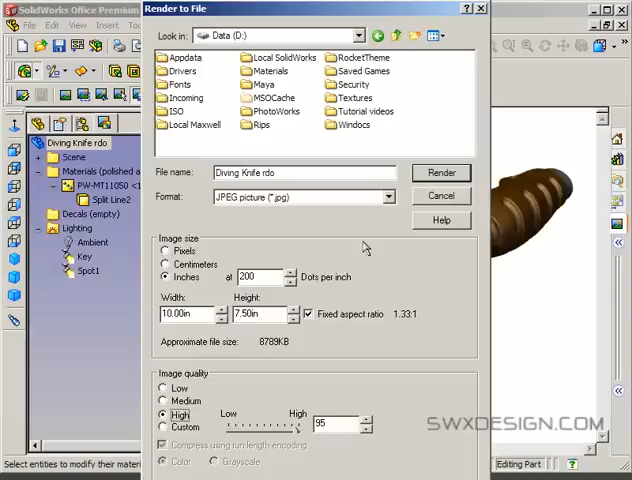 SolidWorks Office Premium
File Edit View Insert
Render to File
Look in: Data (D:)
Appdata Local SolidWorks RocketTheme
Drivers Materials Saved Games
Fonts Maya Security
Incoming MSOCache Textures
ISO PhotoWorks Tutorial videos
Local Maxwell Rips Windocs
File name: Diving Knife rdo Render
Format: JPEG picture (*.jpg) Cancel
Help
Diving Knife rdo
Scene
Materials (polished a
PW-MT11050 <1
Split Line2
Decals (empty)
Lighting
Ambient
Key
Spot1
Image size
Pixels
Centimeters
Inches at 200 Dots per inch
Width: Height:
10.00in 7.50in Fixed aspect ratio 1.33:1
Approximate file size: 8789KB
Image quality
Low
Medium
High Low High 95
Custom
Compress using run length encoding
Color Grayscale
SWXDESIGN.COM
Select entities to modify their mater
Editing Part